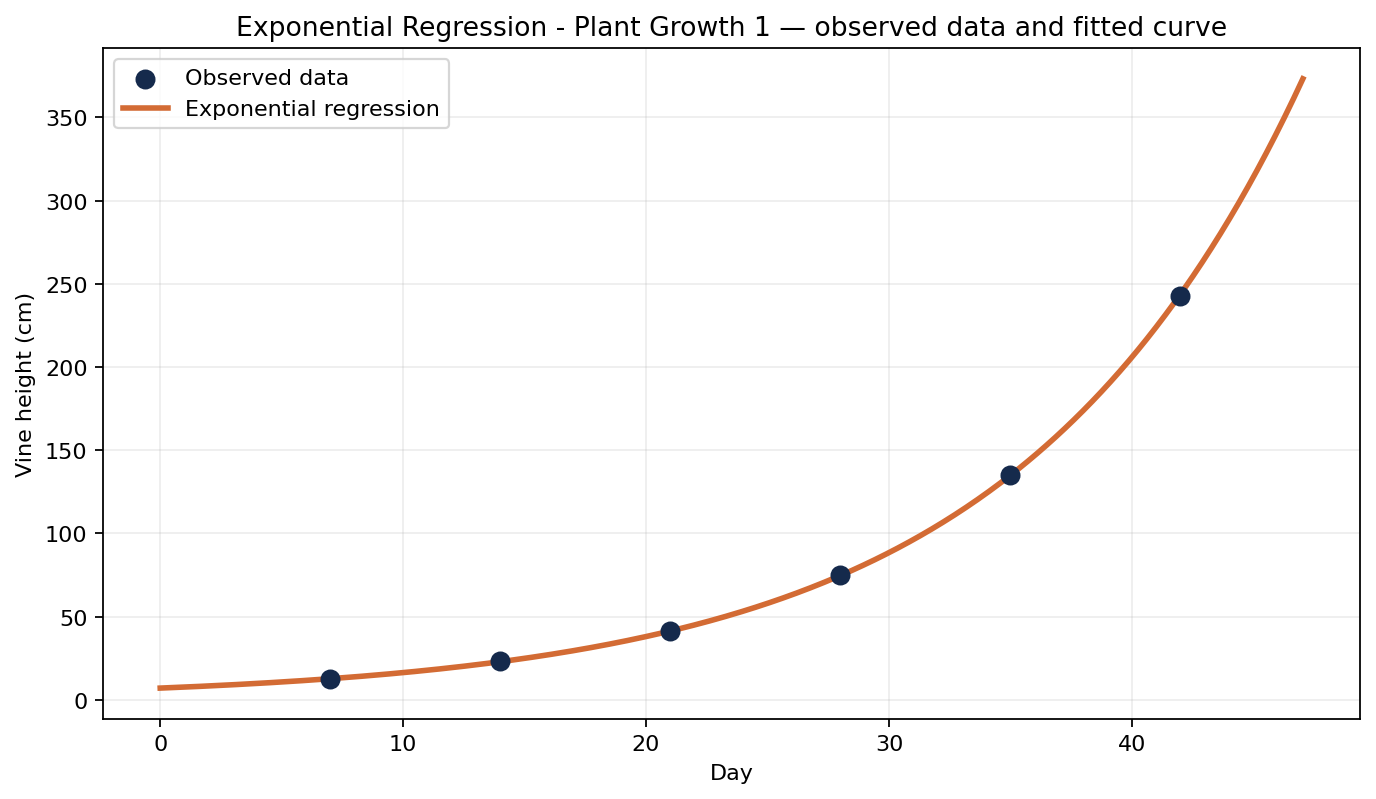 Exponential Regression - Plant Growth 1 — observed data and fitted curve
Observed data
Exponential regression
350
300
250
200
150
100
50
0
Vine height (cm)
0 10 20 30 40
Day